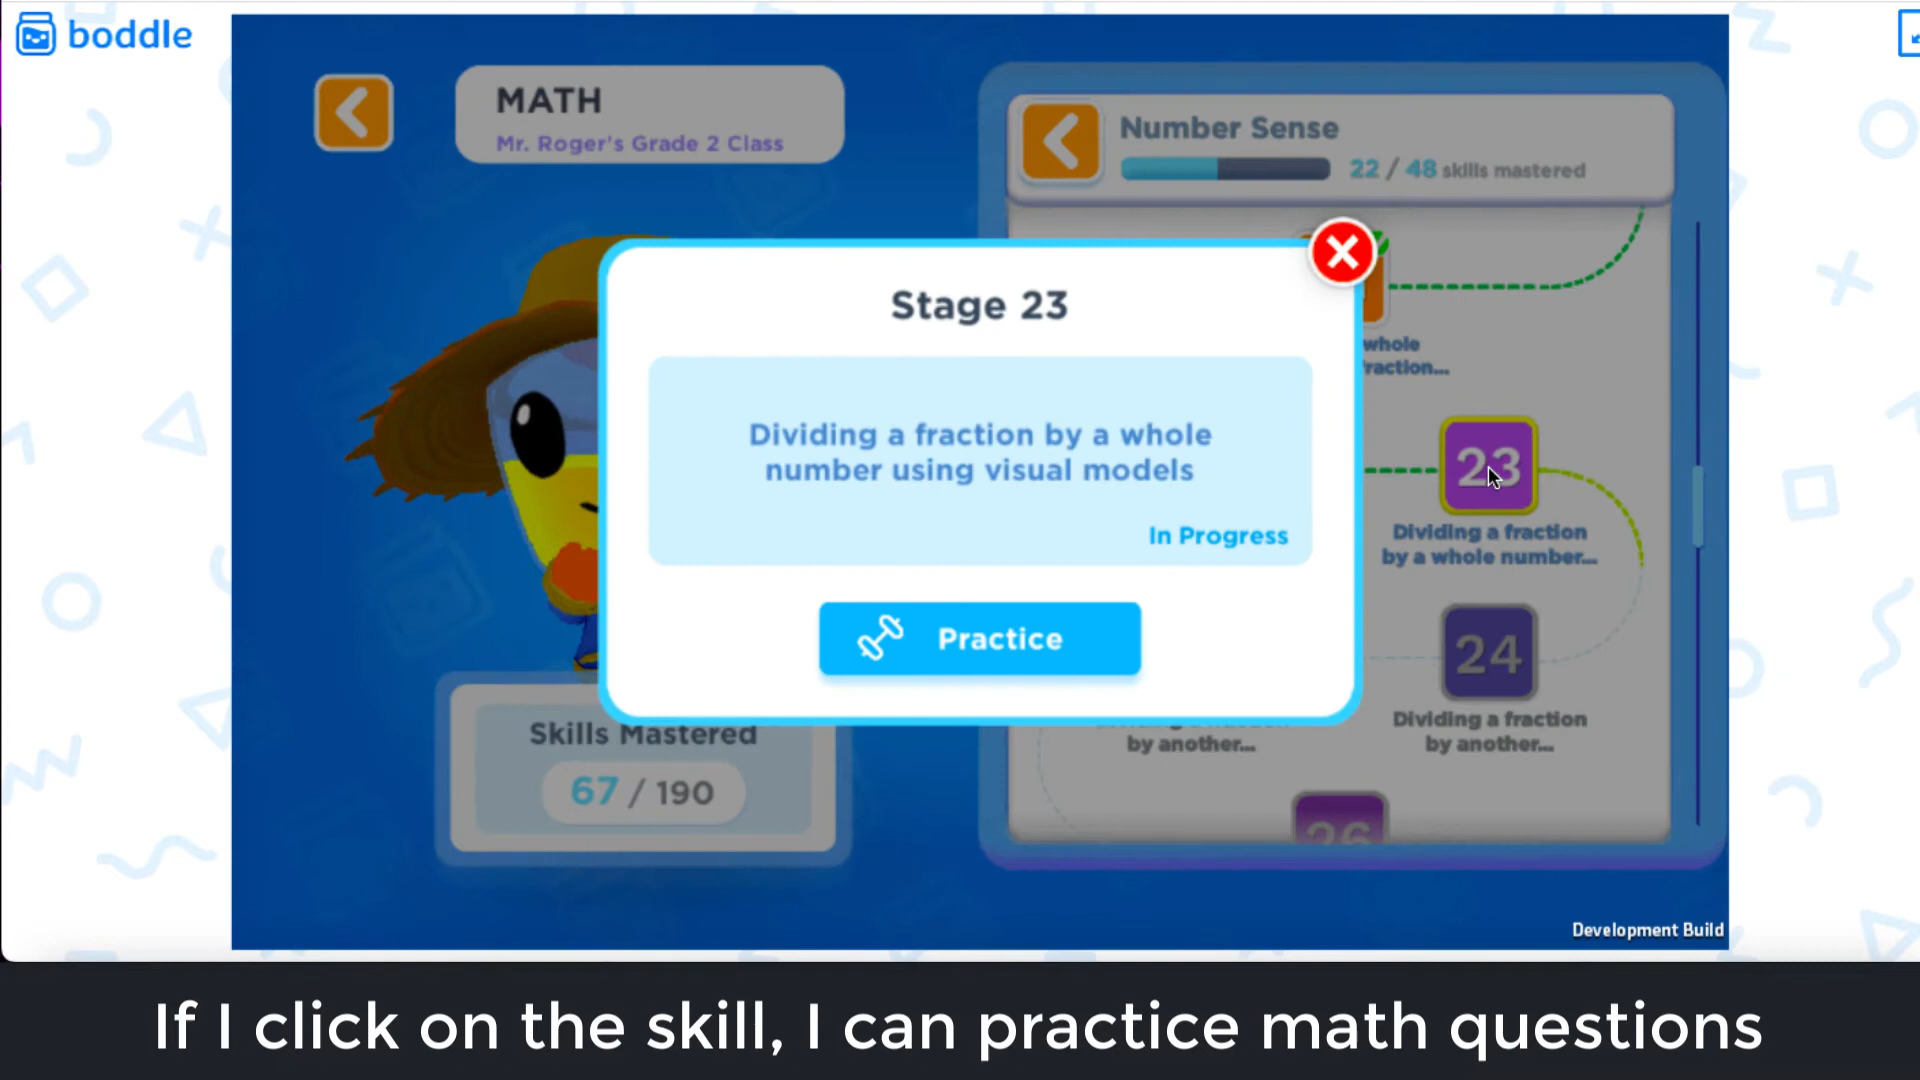 boddle
MATH
Mr. Roger's Grade 2 Class
Number Sense
22 / 48 skills mastered
Stage 23
Dividing a fraction by a whole
number using visual models
In Progress
Practice
whole
raction...
23
Dividing a fraction
by a whole number...
24
Dividing a fraction
by another...
by another...
26
Skills Mastered
67 / 190
Development Build
If I click on the skill, I can practice math questions